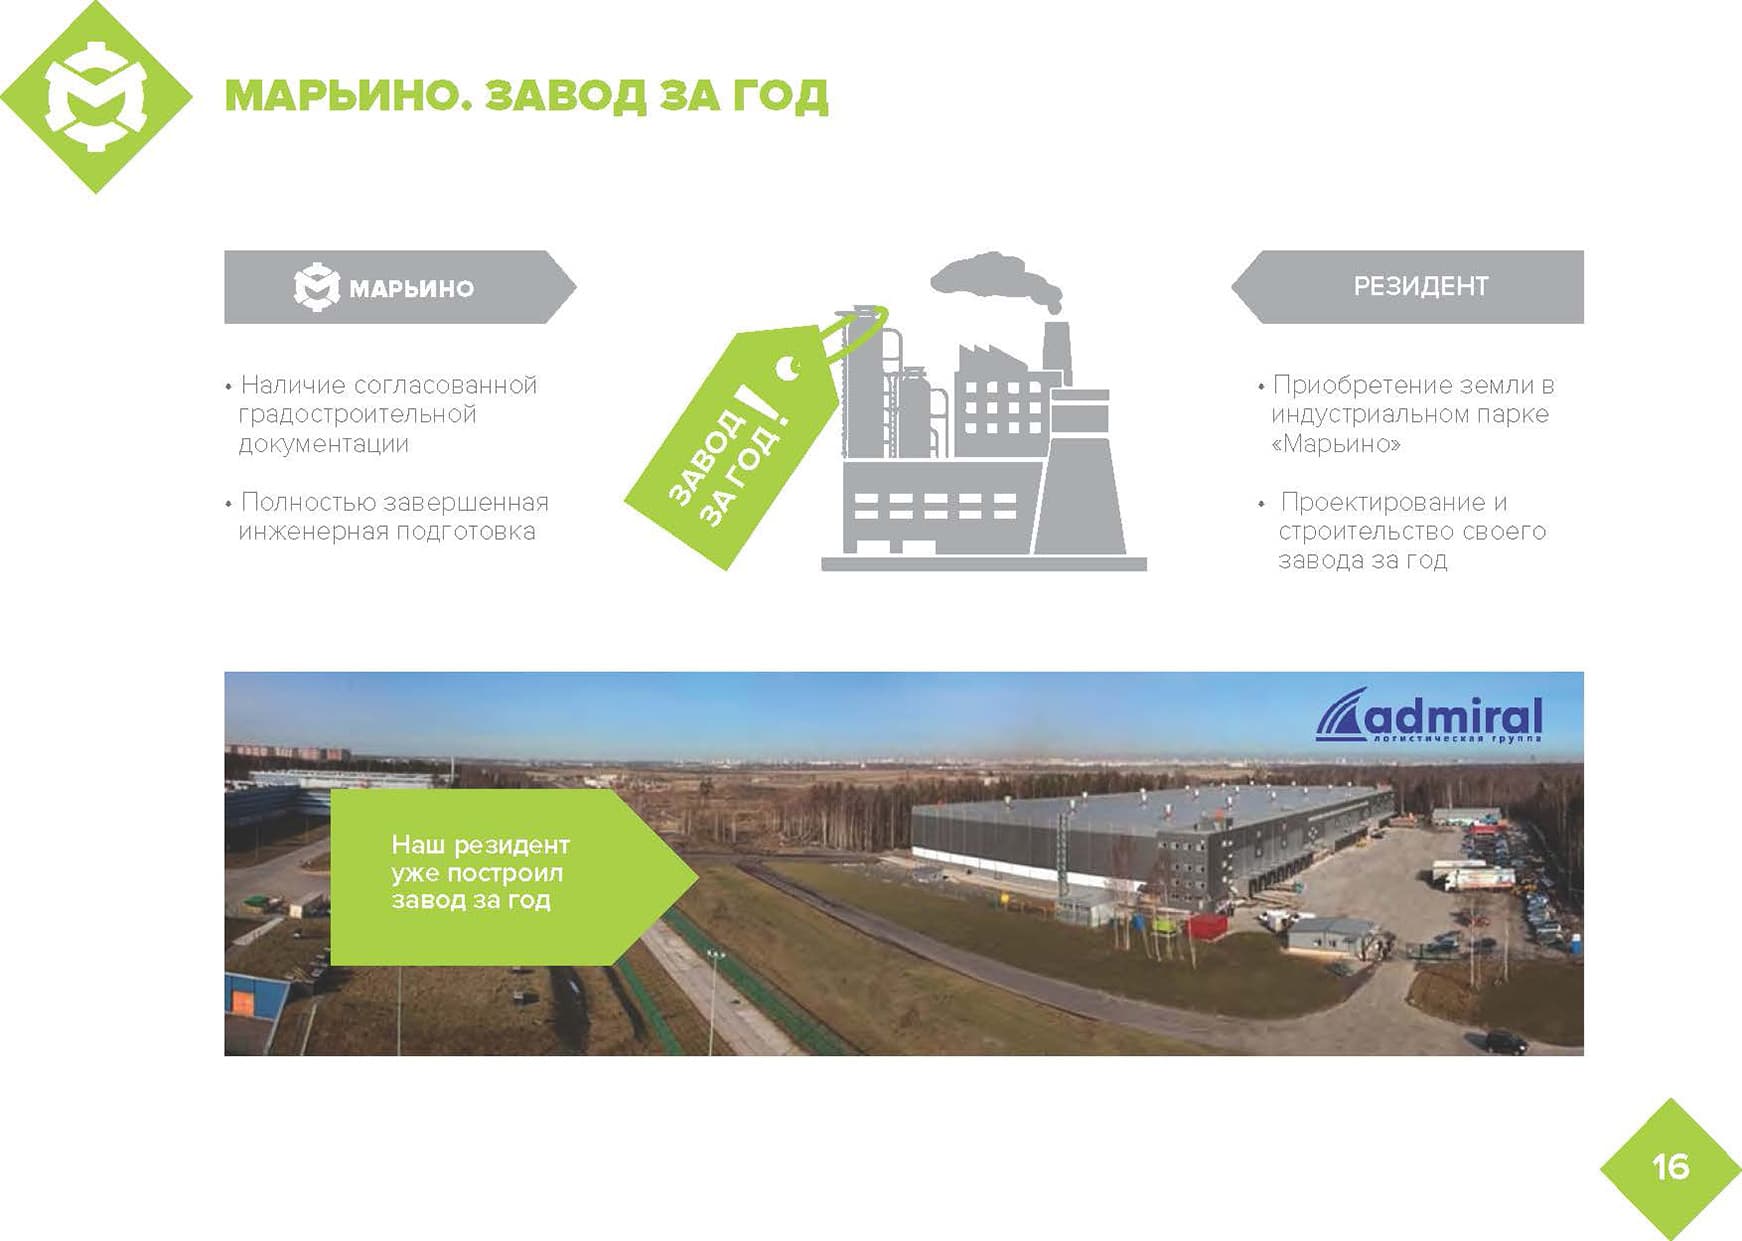 МАРЬИНО. ЗАВОД ЗА ГОД
МАРЬИНО
• Наличие согласованной
градостроительной
документации
• Полностью завершенная
инженерная подготовка
ЗАВОД
ЗА ГОД!
РЕЗИДЕНТ
• Приобретение земли в
индустриальном парке
«Марьино»
• Проектирование и
строительство своего
завода за год
admiral
логистическая группа
Наш резидент
уже построил
завод за год
16